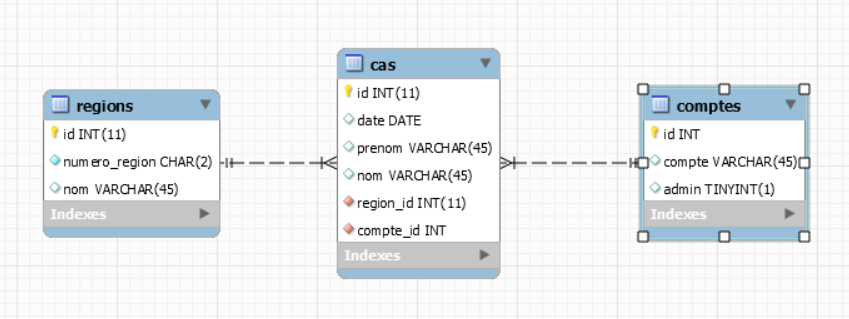 regions
id INT(11)
numero_region CHAR(2)
nom VARCHAR(45)
Indexes
cas
id INT(11)
date DATE
prenom VARCHAR(45)
nom VARCHAR(45)
region_id INT(11)
compte_id INT
Indexes
comptes
id INT
compte VARCHAR(45)
admin TINYINT(1)
Indexes